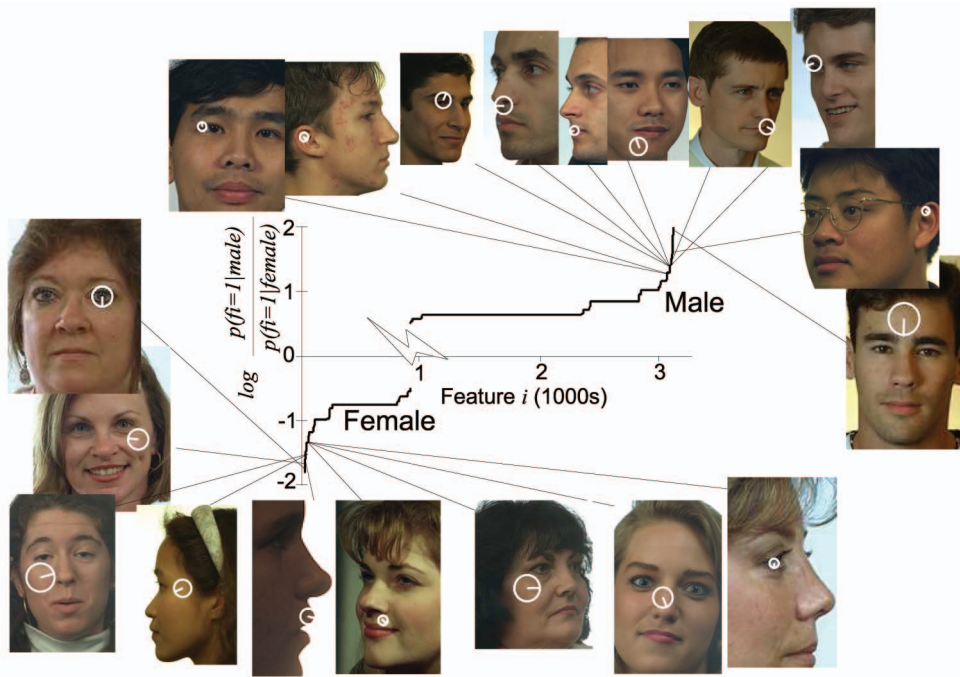 log p(fi=1|male)
p(fi=1|female)
2
1
0
-1
-2
1
2
3
Male
Feature i (1000s)
Female